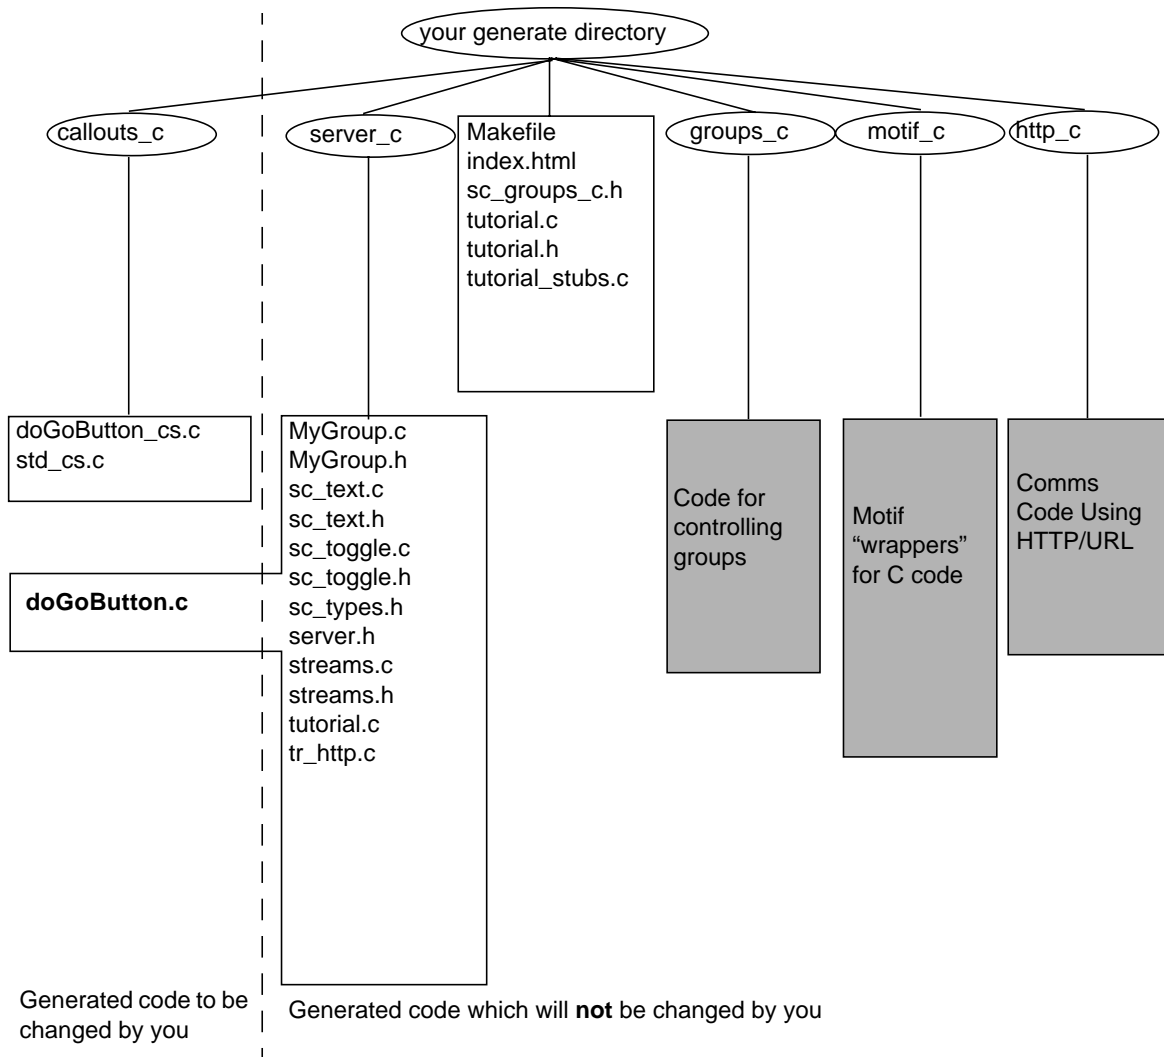 your generate directory
callouts_c
server_c
Makefile
index.html
sc_groups_c.h
tutorial.c
tutorial.h
tutorial_stubs.c
groups_c
motif_c
http_c
doGoButton_cs.c
std_cs.c
doGoButton.c
MyGroup.c
MyGroup.h
sc_text.c
sc_text.h
sc_toggle.c
sc_toggle.h
sc_types.h
server.h
streams.c
streams.h
tutorial.c
tr_http.c
Code for
controlling
groups
Motif
“wrappers”
for C code
Comms
Code Using
HTTP/URL
Generated code to be
changed by you
Generated code which will not be changed by you